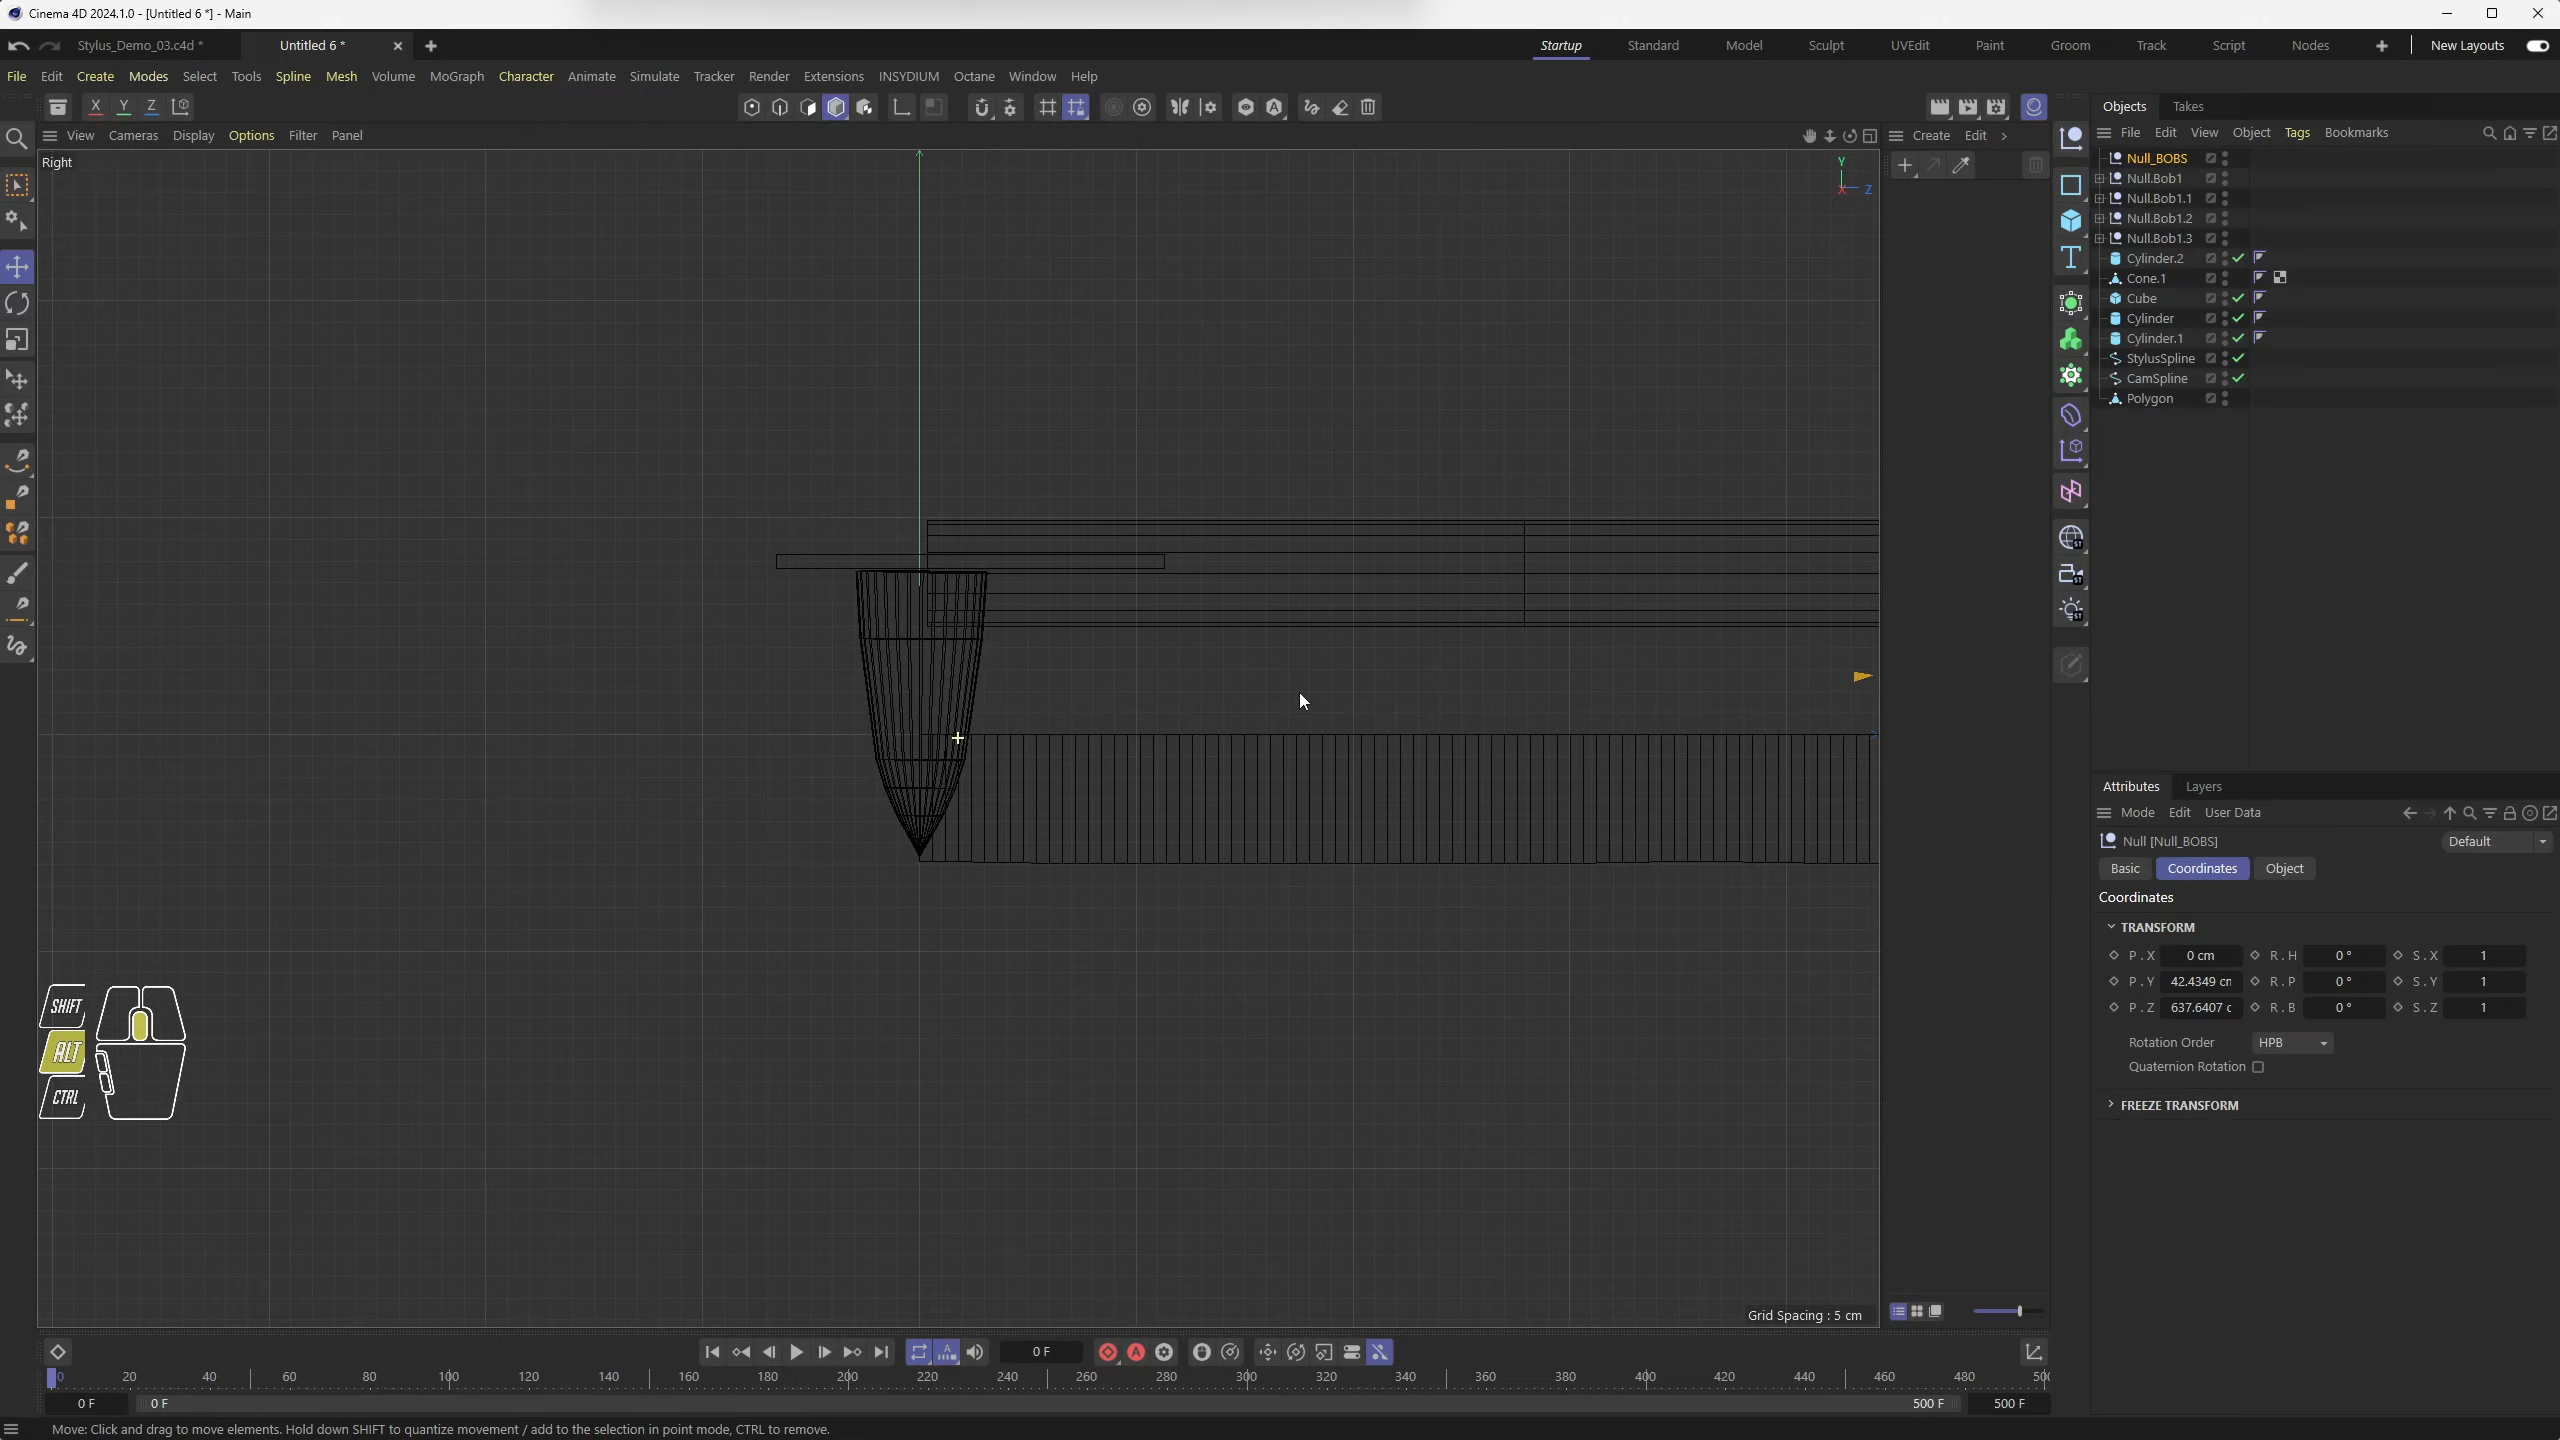 Cinema 4D 2024.1.0 - [Untitled 6 *] - Main
Stylus_Demo_03.c4d *
Untitled 6 *
Startup Standard Model Sculpt UVEdit Paint Groom Track Script Nodes New Layouts
File Edit Create Modes Select Tools Spline Mesh Volume MoGraph Character Animate Simulate Tracker Render Extensions INSYDIUM Octane Window Help
X Y Z
Objects Takes
View Cameras Display Options Filter Panel
Create Edit
File Edit View Object Tags Bookmarks
Right
Y
X Z
Null_BOBS
Null.Bob1
Null.Bob1.1
Null.Bob1.2
Null.Bob1.3
Cylinder.2
Cone.1
Cube
Cylinder
Cylinder.1
StylusSpline
CamSpline
Polygon
Attributes Layers
Mode Edit User Data
Null [Null_BOBS]
Default
Basic Coordinates Object
Coordinates
TRANSFORM
P . X 0 cm R . H 0 ° S . X 1
P . Y 42.4349 cm R . P 0 ° S . Y 1
P . Z 637.6407 c R . B 0 ° S . Z 1
Rotation Order HPB
Quaternion Rotation
FREEZE TRANSFORM
SHIFT
ALT
CTRL
Grid Spacing : 5 cm
0 F
0 20 40 60 80 100 120 140 160 180 200 220 240 260 280 300 320 340 360 380 400 420 440 460 480 500
0 F 0 F 500 F 500 F
Move: Click and drag to move elements. Hold down SHIFT to quantize movement / add to the selection in point mode, CTRL to remove.